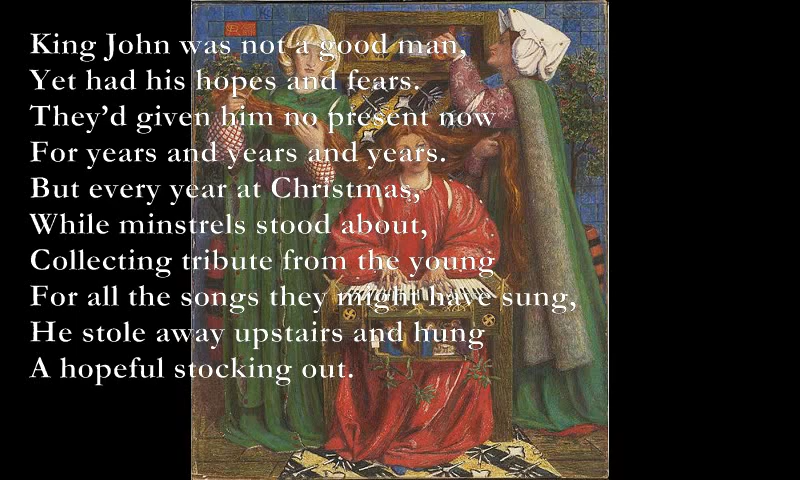 King John was not a good man,
Yet had his hopes and fears.
They’d given him no present now
For years and years and years.
But every year at Christmas,
While minstrels stood about,
Collecting tribute from the young
For all the songs they might have sung,
He stole away upstairs and hung
A hopeful stocking out.